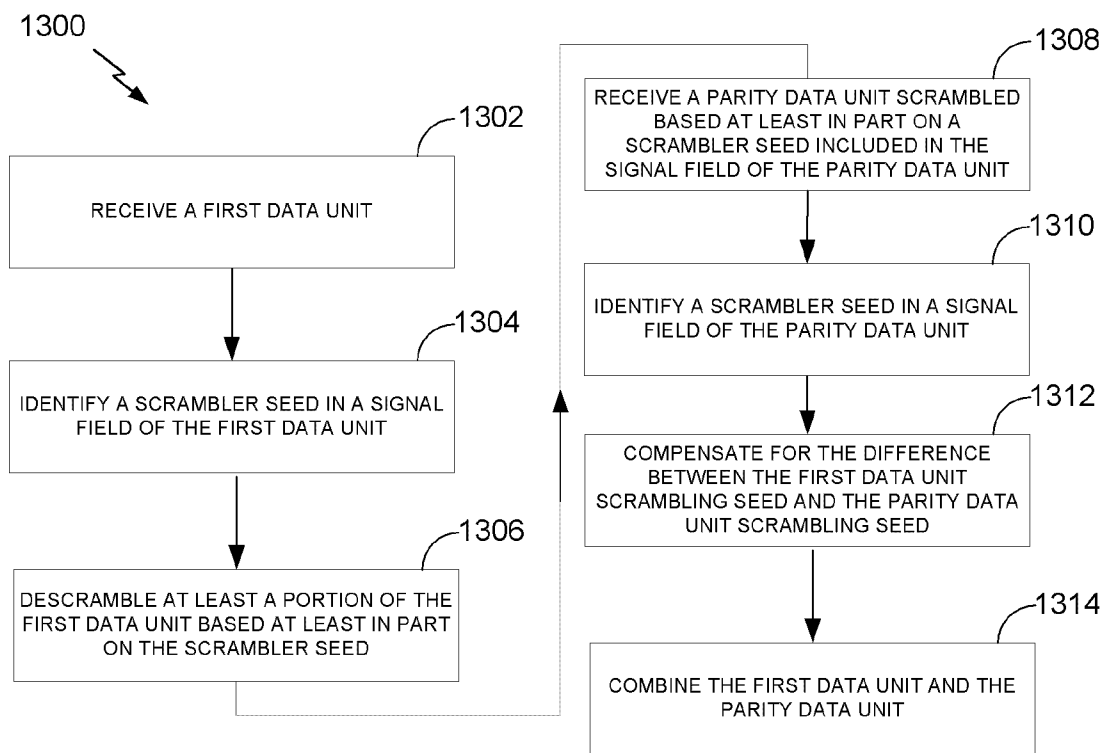 1300
1302
RECEIVE A FIRST DATA UNIT
1304
IDENTIFY A SCRAMBLER SEED IN A SIGNAL
FIELD OF THE FIRST DATA UNIT
1306
DESCRAMBLE AT LEAST A PORTION OF THE
FIRST DATA UNIT BASED AT LEAST IN PART
ON THE SCRAMBLER SEED
1308
RECEIVE A PARITY DATA UNIT SCRAMBLED
BASED AT LEAST IN PART ON A
SCRAMBLER SEED INCLUDED IN THE
SIGNAL FIELD OF THE PARITY DATA UNIT
1310
IDENTIFY A SCRAMBLER SEED IN A SIGNAL
FIELD OF THE PARITY DATA UNIT
1312
COMPENSATE FOR THE DIFFERENCE
BETWEEN THE FIRST DATA UNIT
SCRAMBLING SEED AND THE PARITY DATA
UNIT SCRAMBLING SEED
1314
COMBINE THE FIRST DATA UNIT AND THE
PARITY DATA UNIT